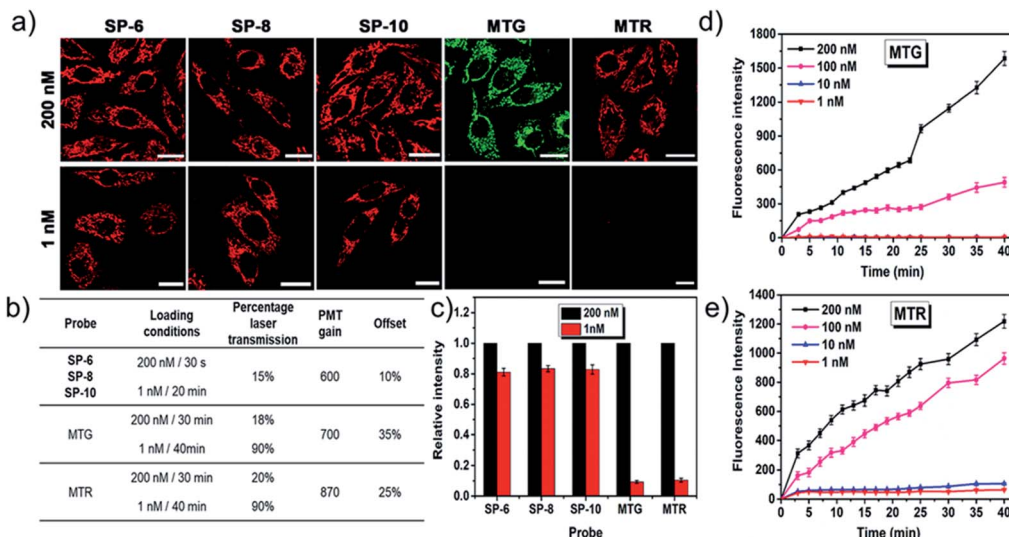 a)
SP-6 SP-8 SP-10 MTG MTR
200 nM
1 nM
b)
Probe Loading conditions Percentage laser transmission PMT gain Offset
SP-6
SP-8
SP-10
200 nM / 30 s
1 nM / 20 min
15% 600 10%
MTG
200 nM / 30 min 18%
1 nM / 40min 90%
700 35%
MTR
200 nM / 30 min 20%
1 nM / 40 min 90%
870 25%
c)
200 nM
1nM
Relative intensity
1.2
1.0
0.8
0.6
0.4
0.2
0.0
SP-6 SP-8 SP-10 MTG MTR
Probe
d)
MTG
200 nM
100 nM
10 nM
1 nM
Fluorescence intensity
1800
1500
1200
900
600
300
0
0 5 10 15 20 25 30 35 40
Time (min)
e)
MTR
200 nM
100 nM
10 nM
1 nM
Fluorescence Intensity
1400
1200
1000
800
600
400
200
0
0 5 10 15 20 25 30 35 40
Time (min)